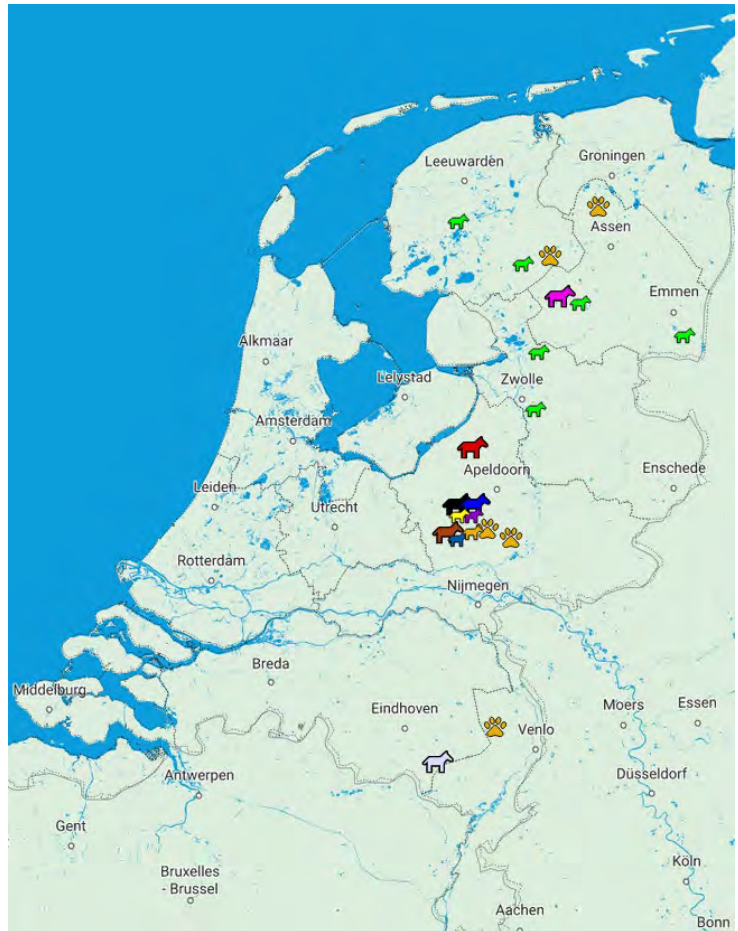 Groningen
Leeuwarden
Assen
Emmen
Alkmaar
Lelystad
Zwolle
Amsterdam
Apeldoorn
Enschede
Leiden
Utrecht
Rotterdam
Nijmegen
Breda
Middelburg
Eindhoven
Moers
Essen
Venlo
Antwerpen
Düsseldorf
Gent
Bruxelles
- Brussel
Köln
Aachen
Bonn